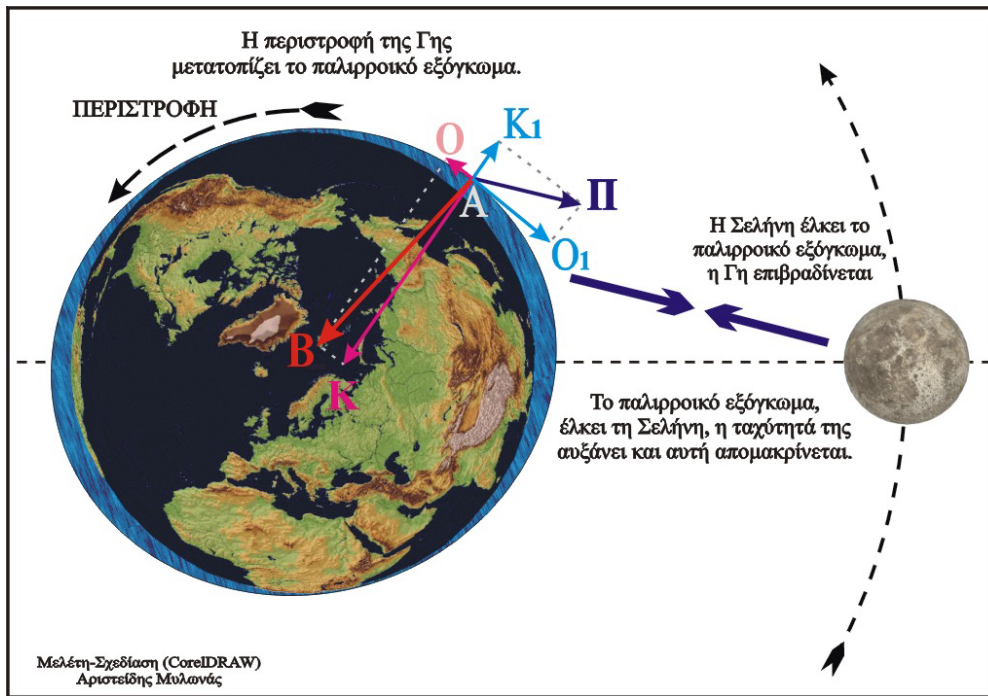 Η περιστροφή της Γης
μετατοπίζει το παλιρροικό εξόγκωμα.
ΠΕΡΙΣΤΡΟΦΗ
Ο
Κ1
Α
Π
Ο1
Η Σελήνη έλκει το
παλιρροικό εξόγκωμα,
η Γη επιβραδίνεται
Β
Κ
Το παλιρροικό εξόγκωμα,
έλκει τη Σελήνη, η ταχύτητά της
αυξάνει και αυτή απομακρίνεται.
Μελέτη-Σχεδίαση (CorelDRAW)
Αριστείδης Μυλωνάς